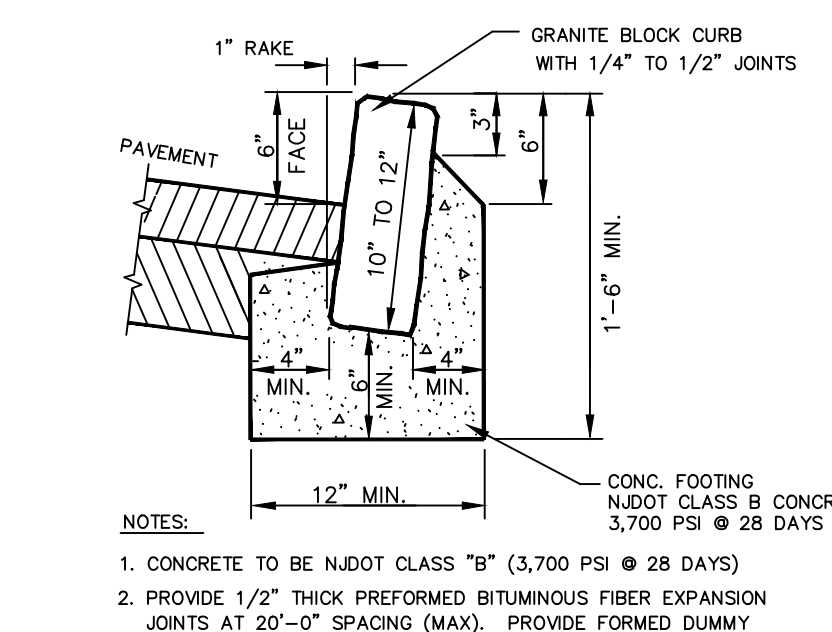 GRANITE BLOCK CURB
WITH 1/4" TO 1/2" JOINTS
1" RAKE
6"
FACE
3"
6"
PAVEMENT
10" TO 12"
1'-6" MIN.
4"
MIN.
6"
MIN.
4"
MIN.
12" MIN.
CONC. FOOTING
NJDOT CLASS B CONCR
3,700 PSI @ 28 DAYS
NOTES:
1. CONCRETE TO BE NJDOT CLASS "B" (3,700 PSI @ 28 DAYS)
2. PROVIDE 1/2" THICK PREFORMED BITUMINOUS FIBER EXPANSION
JOINTS AT 20'-0" SPACING (MAX). PROVIDE FORMED DUMMY